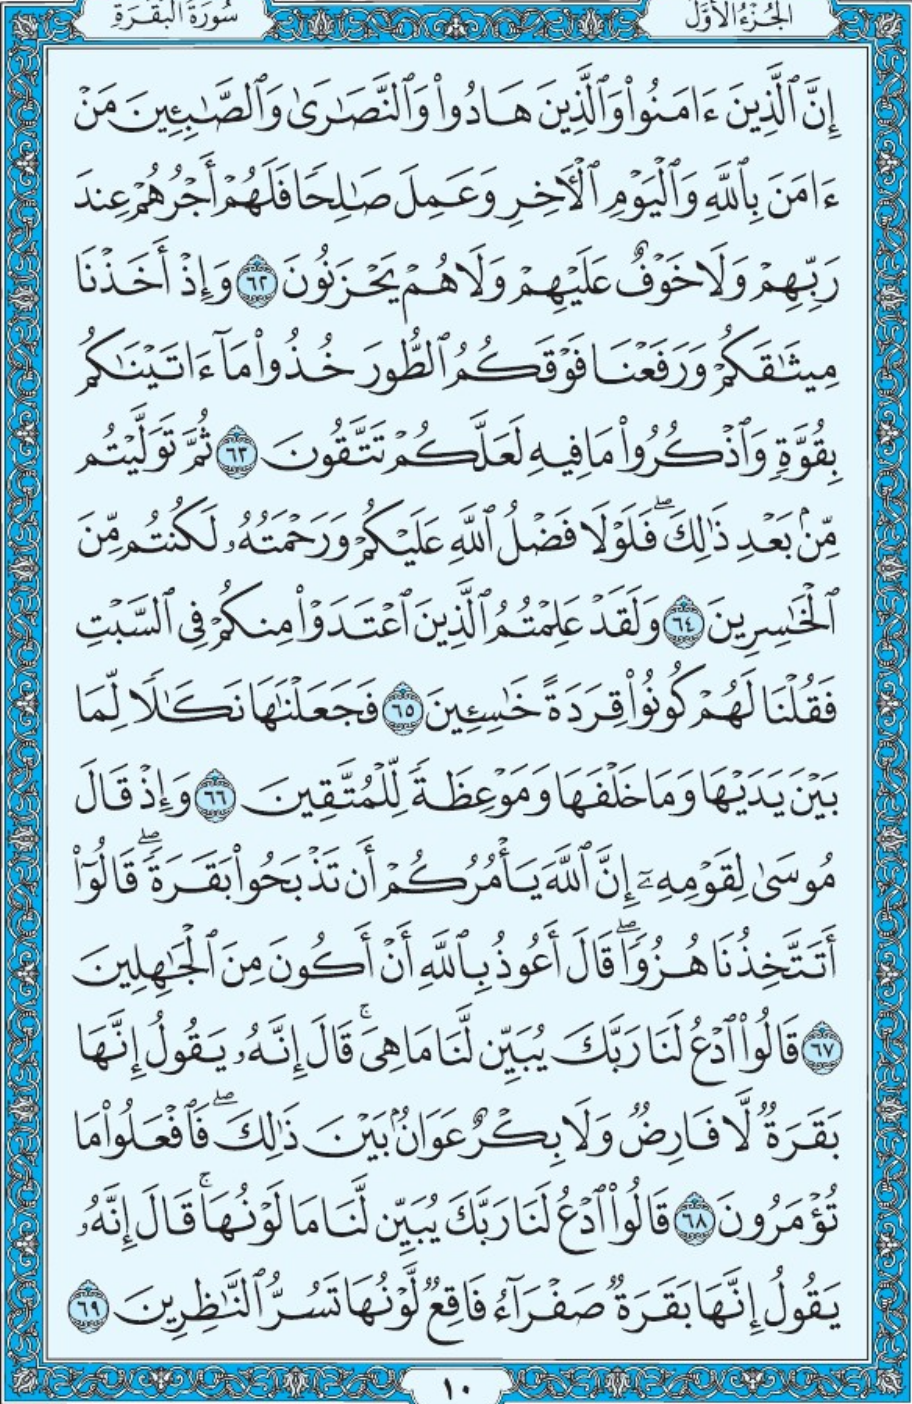 الجُزْءُ الأَوَّلُ
سُورَةُ البَقَرَةِ
إِنَّ ٱلَّذِينَ ءَامَنُواْ وَٱلَّذِينَ هَادُواْ وَٱلنَّصَٰرَىٰ وَٱلصَّٰبِـِٔينَ مَنْ
ءَامَنَ بِٱللَّهِ وَٱلْيَوْمِ ٱلْأٓخِرِ وَعَمِلَ صَٰلِحًا فَلَهُمْ أَجْرُهُمْ عِندَ
رَبِّهِمْ وَلَا خَوْفٌ عَلَيْهِمْ وَلَا هُمْ يَحْزَنُونَ ٦٢ وَإِذْ أَخَذْنَا
مِيثَٰقَكُمْ وَرَفَعْنَا فَوْقَكُمُ ٱلطُّورَ خُذُواْ مَآ ءَاتَيْنَٰكُم
بِقُوَّةٍ وَٱذْكُرُواْ مَا فِيهِ لَعَلَّكُمْ تَتَّقُونَ ٦٣ ثُمَّ تَوَلَّيْتُم
مِّنۢ بَعْدِ ذَٰلِكَۖ فَلَوْلَا فَضْلُ ٱللَّهِ عَلَيْكُمْ وَرَحْمَتُهُۥ لَكُنتُم مِّنَ
ٱلْخَٰسِرِينَ ٦٤ وَلَقَدْ عَلِمْتُمُ ٱلَّذِينَ ٱعْتَدَوْاْ مِنكُمْ فِى ٱلسَّبْتِ
فَقُلْنَا لَهُمْ كُونُواْ قِرَدَةً خَٰسِـِٔينَ ٦٥ فَجَعَلْنَٰهَا نَكَٰلًا لِّمَا
بَيْنَ يَدَيْهَا وَمَا خَلْفَهَا وَمَوْعِظَةً لِّلْمُتَّقِينَ ٦٦ وَإِذْ قَالَ
مُوسَىٰ لِقَوْمِهِۦٓ إِنَّ ٱللَّهَ يَأْمُرُكُمْ أَن تَذْبَحُواْ بَقَرَةًۖ قَالُوٓاْ
أَتَتَّخِذُنَا هُزُوًاۖ قَالَ أَعُوذُ بِٱللَّهِ أَنْ أَكُونَ مِنَ ٱلْجَٰهِلِينَ
٦٧ قَالُواْ ٱدْعُ لَنَا رَبَّكَ يُبَيِّن لَّنَا مَا هِىَۚ قَالَ إِنَّهُۥ يَقُولُ إِنَّهَا
بَقَرَةٌ لَّا فَارِضٌ وَلَا بِكْرٌ عَوَانٌۢ بَيْنَ ذَٰلِكَۖ فَٱفْعَلُواْ مَا
تُؤْمَرُونَ ٦٨ قَالُواْ ٱدْعُ لَنَا رَبَّكَ يُبَيِّن لَّنَا مَا لَوْنُهَاۚ قَالَ إِنَّهُۥ
يَقُولُ إِنَّهَا بَقَرَةٌ صَفْرَآءُ فَاقِعٌ لَّوْنُهَا تَسُرُّ ٱلنَّٰظِرِينَ ٦٩
١٠